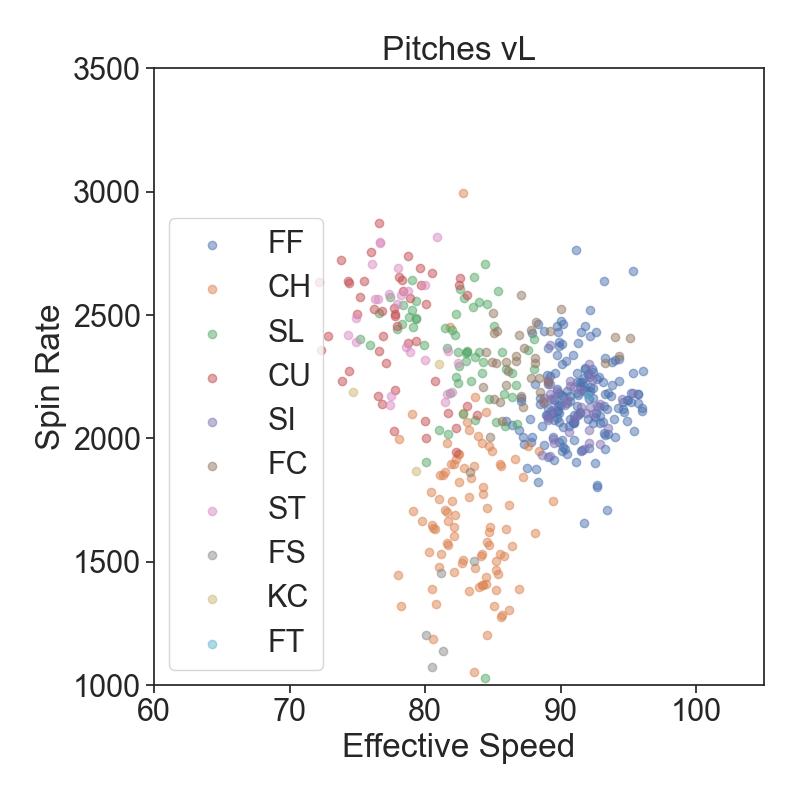 Pitches vL
3500
3000
2500
2000
1500
1000
Spin Rate
FF
CH
SL
CU
SI
FC
ST
FS
KC
FT
60 70 80 90 100
Effective Speed